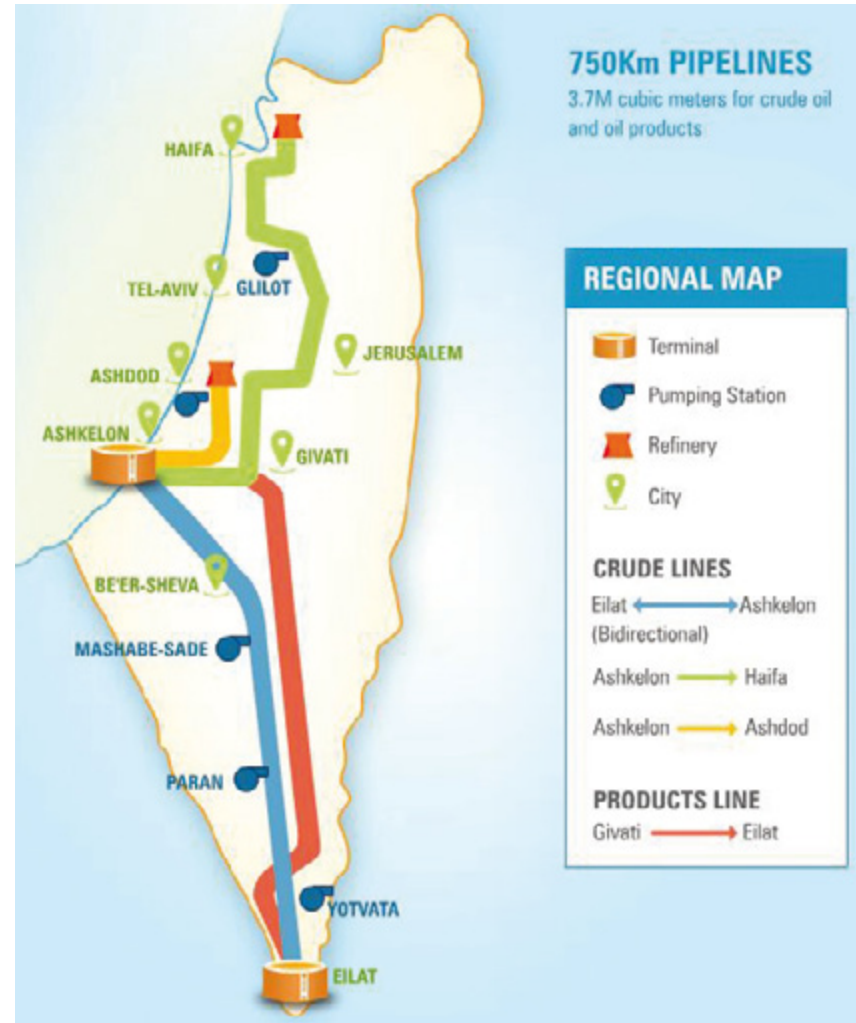 750Km PIPELINES
3.7M cubic meters for crude oil
and oil products
HAIFA
TEL-AVIV
GLILOT
JERUSALEM
ASHDOD
ASHKELON
GIVATI
BE'ER-SHEVA
MASHABE-SADE
PARAN
YOTVATA
EILAT
REGIONAL MAP
Terminal
Pumping Station
Refinery
City
CRUDE LINES
Eilat Ashkelon
(Bidirectional)
Ashkelon Haifa
Ashkelon Ashdod
PRODUCTS LINE
Givati Eilat